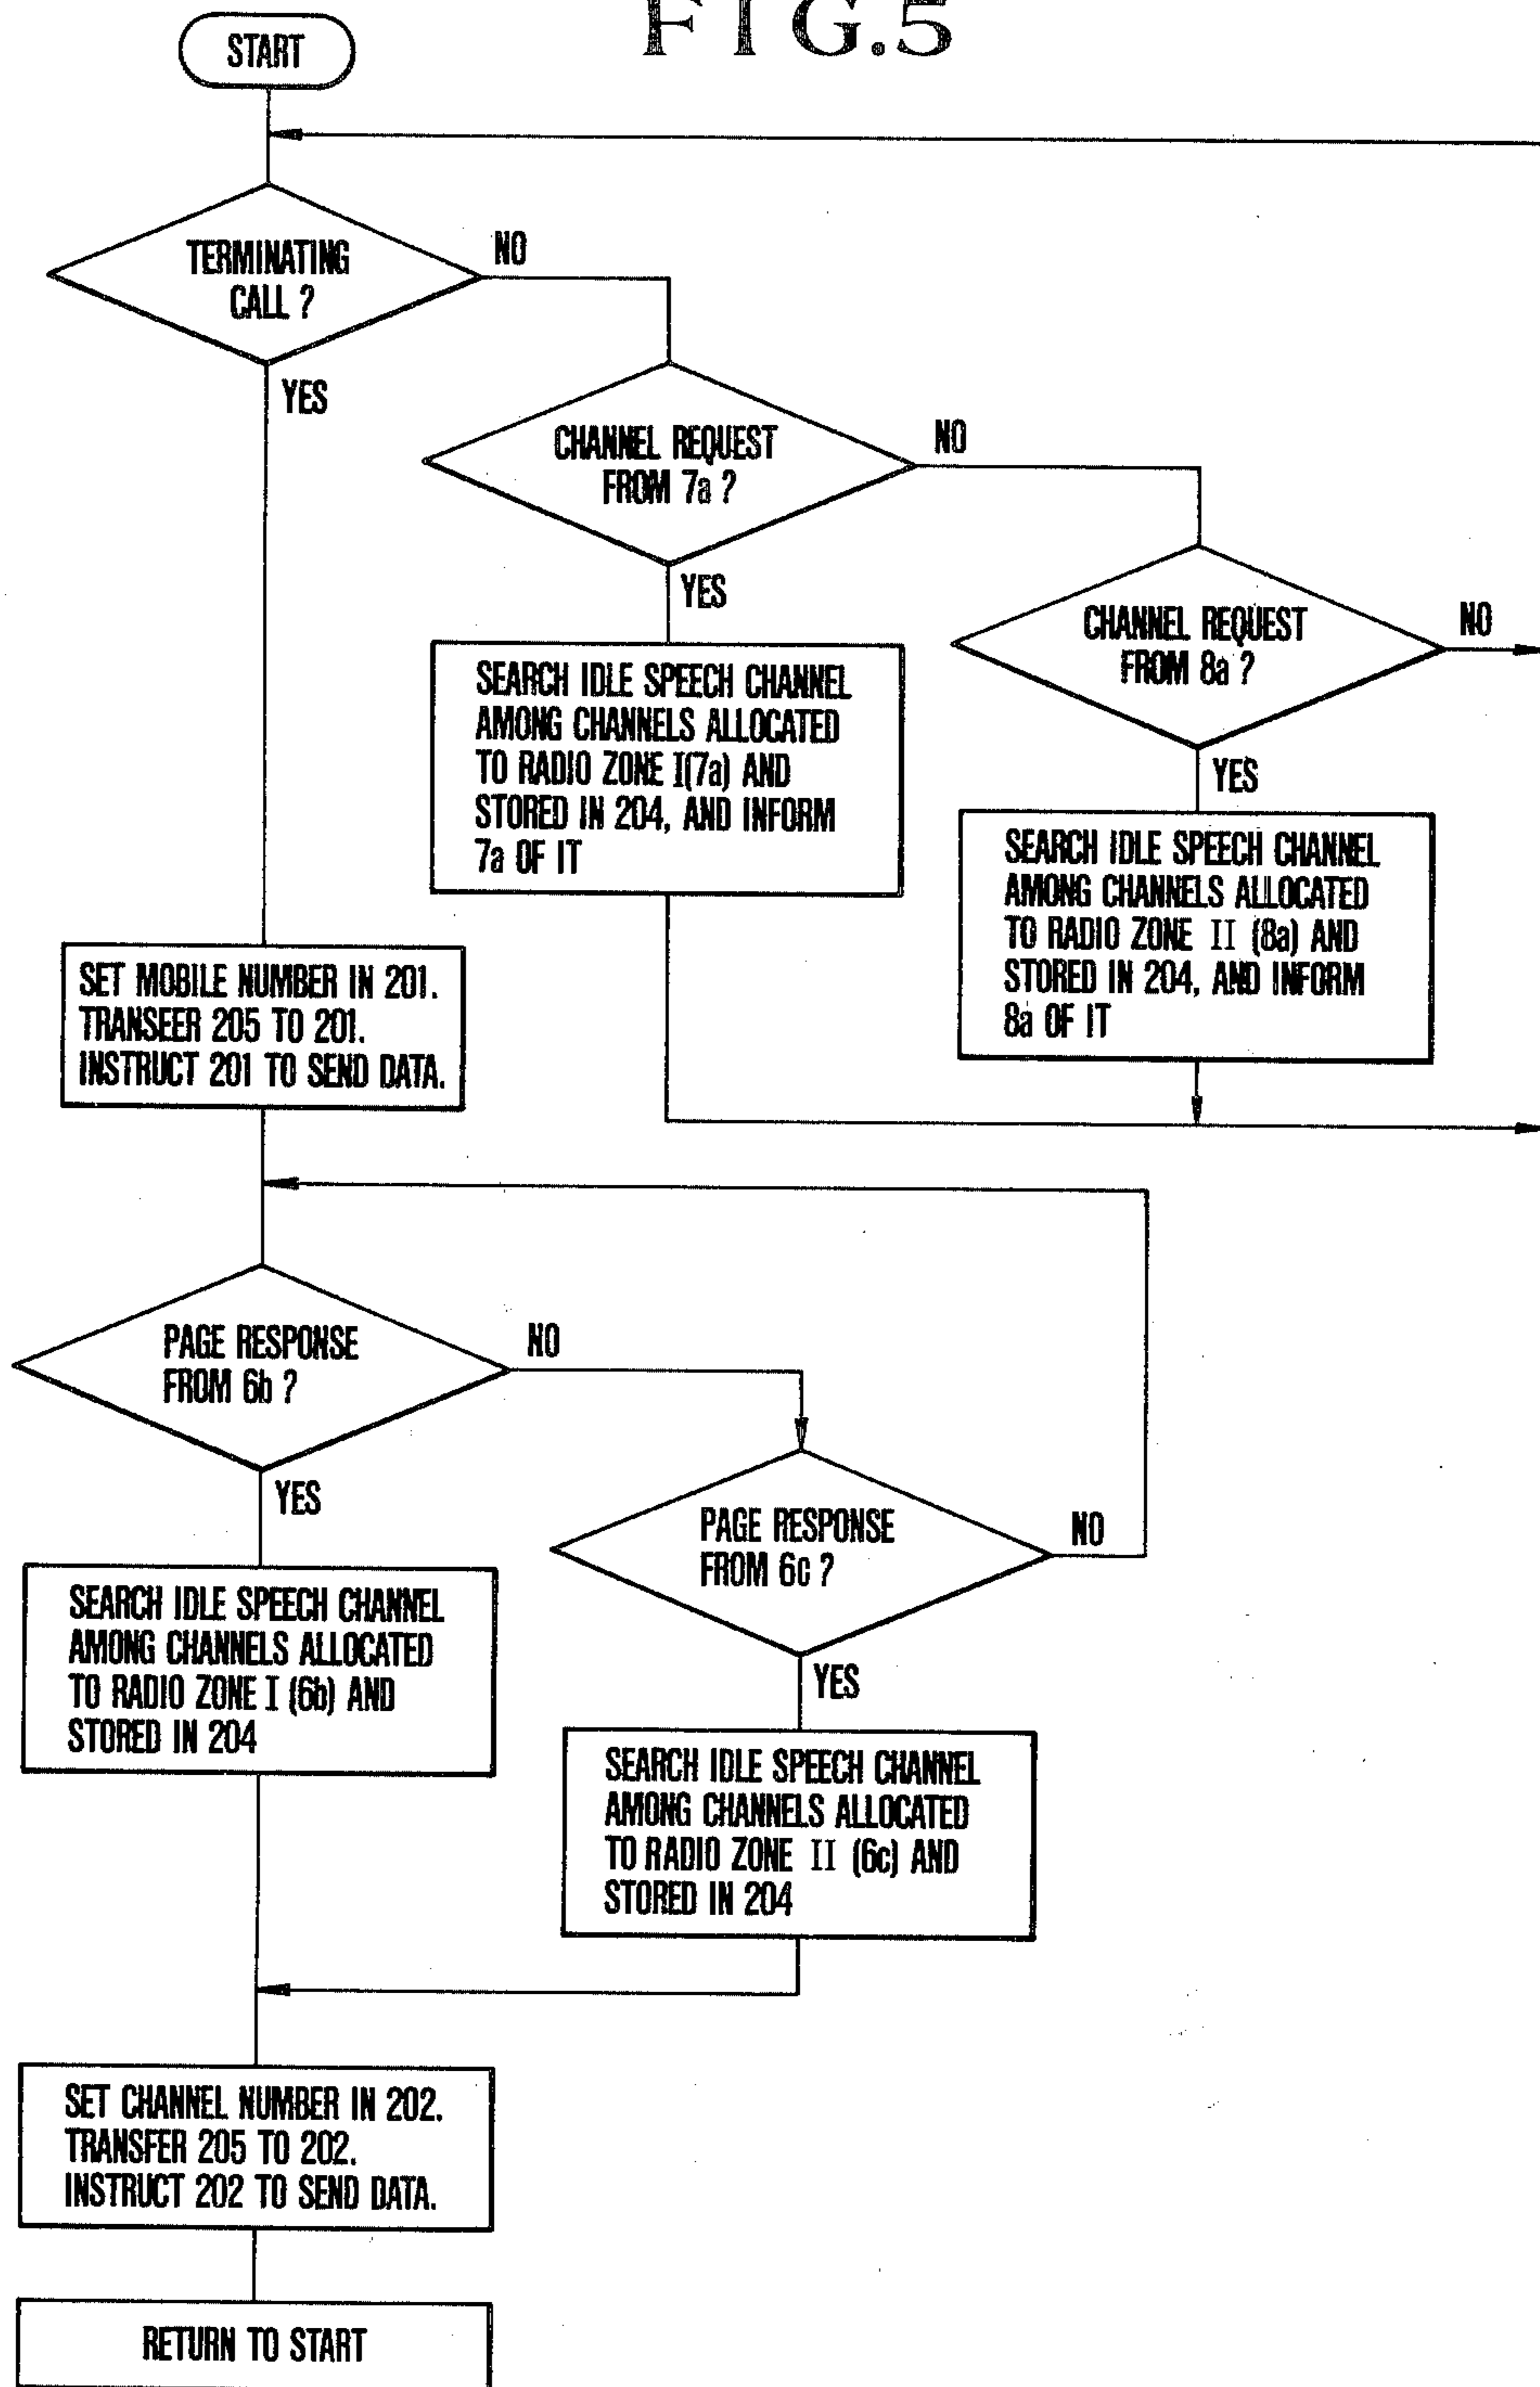 FIG.5
START
TERMINATING
CALL ?
NO
YES
CHANNEL REQUEST
FROM 7a ?
NO
YES
CHANNEL REQUEST
FROM 8a ?
NO
YES
SEARCH IDLE SPEECH CHANNEL
AMONG CHANNELS ALLOCATED
TO RADIO ZONE I(7a) AND
STORED IN 204, AND INFORM
7a OF IT
SEARCH IDLE SPEECH CHANNEL
AMONG CHANNELS ALLOCATED
TO RADIO ZONE II (8a) AND
STORED IN 204, AND INFORM
8a OF IT
SET MOBILE NUMBER IN 201.
TRANSEER 205 TO 201.
INSTRUCT 201 TO SEND DATA.
PAGE RESPONSE
FROM 6b ?
NO
YES
PAGE RESPONSE
FROM 6c ?
NO
YES
SEARCH IDLE SPEECH CHANNEL
AMONG CHANNELS ALLOCATED
TO RADIO ZONE I (6b) AND
STORED IN 204
SEARCH IDLE SPEECH CHANNEL
AMONG CHANNELS ALLOCATED
TO RADIO ZONE II (6c) AND
STORED IN 204
SET CHANNEL NUMBER IN 202.
TRANSFER 205 TO 202.
INSTRUCT 202 TO SEND DATA.
RETURN TO START